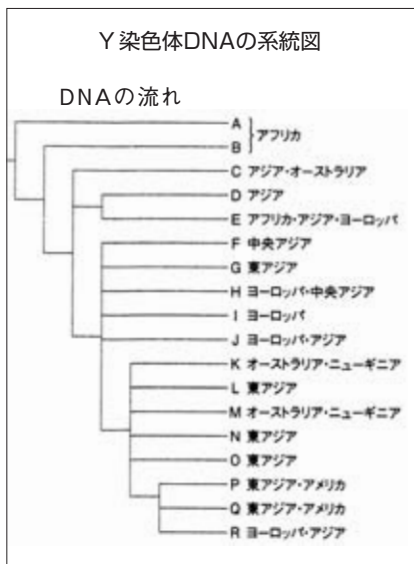 Y染色体DNAの系統図
DNAの流れ
A
B
アフリカ
C アジア・オーストラリア
D アジア
E アフリカ・アジア・ヨーロッパ
F 中央アジア
G 東アジア
H ヨーロッパ・中央アジア
I ヨーロッパ
J ヨーロッパ・アジア
K オーストラリア・ニューギニア
L 東アジア
M オーストラリア・ニューギニア
N 東アジア
O 東アジア
P 東アジア・アメリカ
Q 東アジア・アメリカ
R ヨーロッパ・アジア